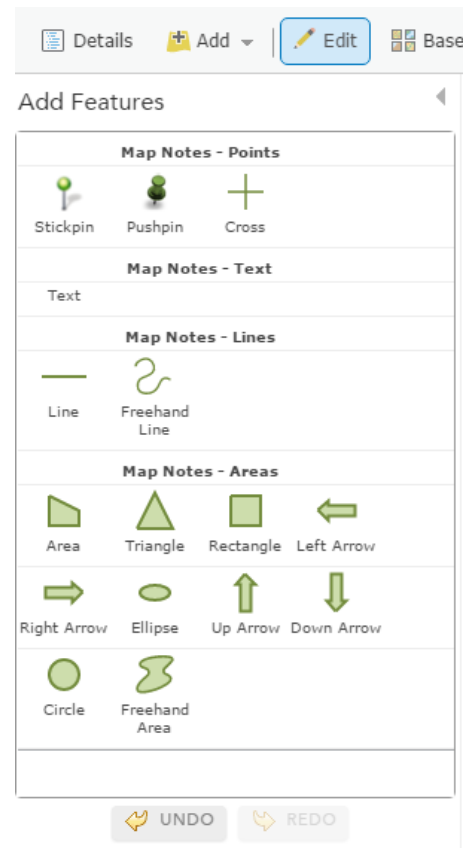 Details Add Edit Base
Add Features
Map Notes - Points
Stickpin Pushpin Cross
Map Notes - Text
Text
Map Notes - Lines
Line Freehand
Line
Map Notes - Areas
Area Triangle Rectangle Left Arrow
Right Arrow Ellipse Up Arrow Down Arrow
Circle Freehand
Area
UNDO REDO